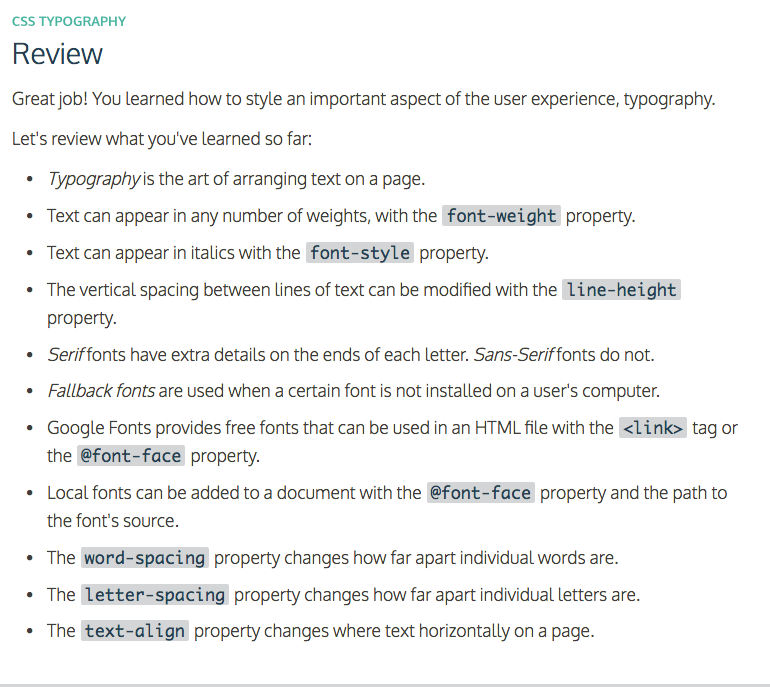 CSS TYPOGRAPHY
Review
Great job! You learned how to style an important aspect of the user experience, typography.
Let's review what you've learned so far:
• Typography is the art of arranging text on a page.
• Text can appear in any number of weights, with the font-weight property.
• Text can appear in italics with the font-style property.
• The vertical spacing between lines of text can be modified with the line-height
property.
• Serif fonts have extra details on the ends of each letter. Sans-Serif fonts do not.
• Fallback fonts are used when a certain font is not installed on a user's computer.
• Google Fonts provides free fonts that can be used in an HTML file with the <link> tag or
the @font-face property.
• Local fonts can be added to a document with the @font-face property and the path to
the font's source.
• The word-spacing property changes how far apart individual words are.
• The letter-spacing property changes how far apart individual letters are.
• The text-align property changes where text horizontally on a page.